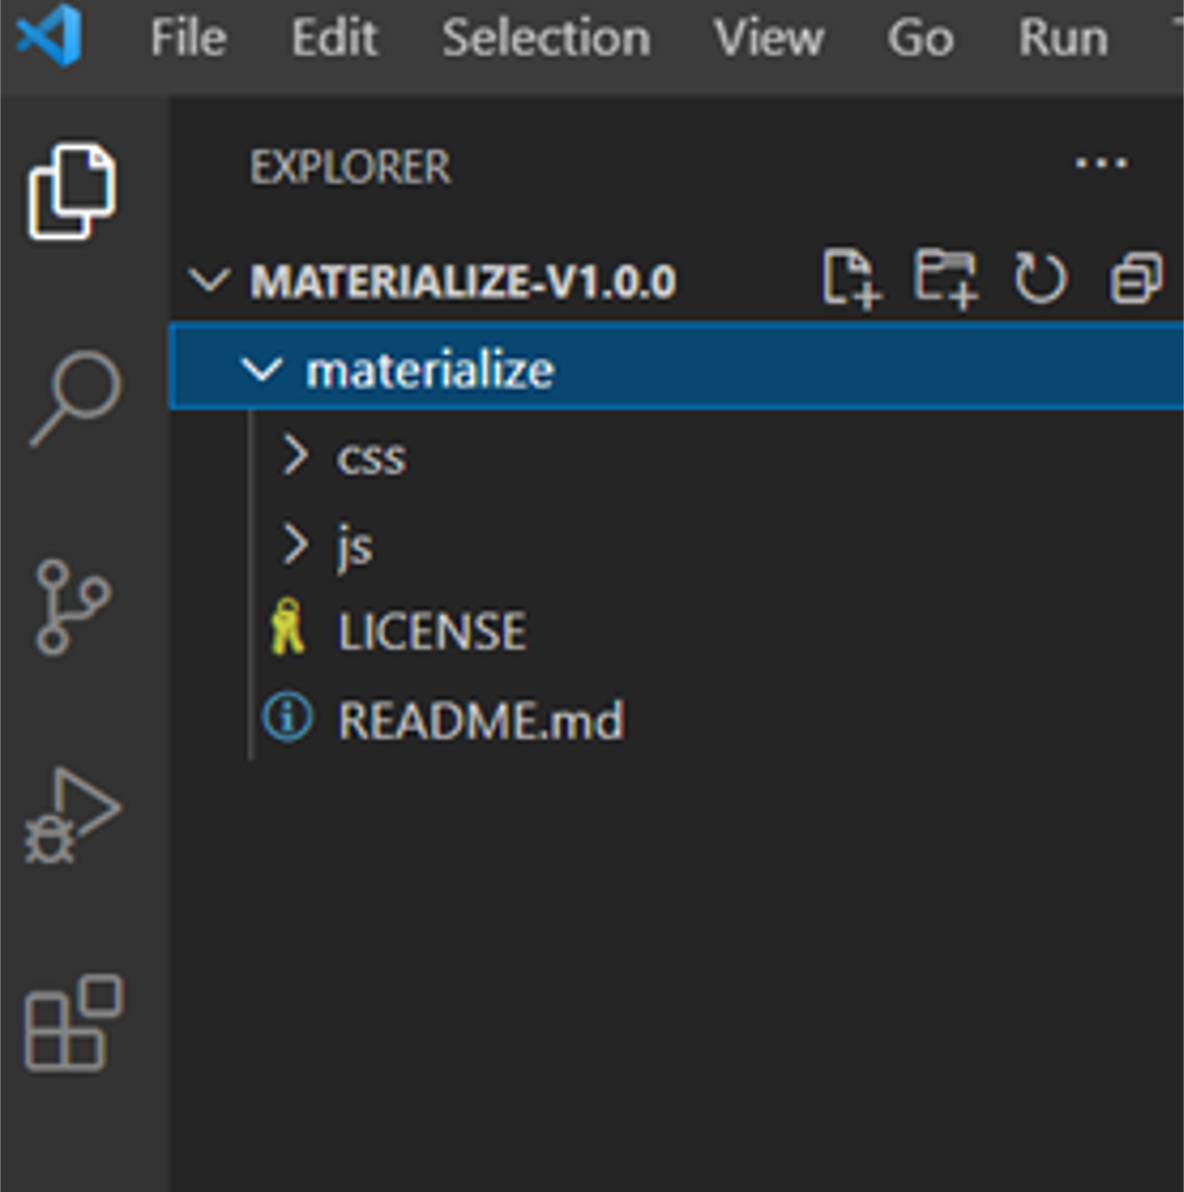 File Edit Selection View Go Run
EXPLORER
MATERIALIZE-V1.0.0
materialize
css
js
LICENSE
README.md